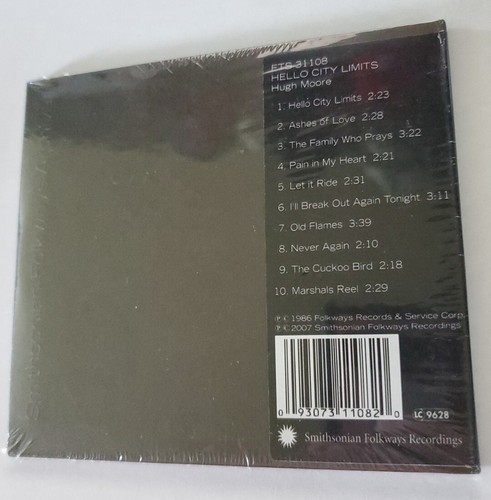 FTS 31108
HELLO CITY LIMITS
Hugh Moore
1. Hello City Limits 2:23
2. Ashes of Love 2:28
3. The Family Who Prays 3:22
4. Pain in My Heart 2:21
5. Let it Ride 2:31
6. I'll Break Out Again Tonight 3:11
7. Old Flames 3:39
8. Never Again 2:10
9. The Cuckoo Bird 2:18
10. Marshals Reel 2:29
℗ © 1986 Folkways Records & Service Corp.
℗ © 2007 Smithsonian Folkways Recordings
0 93073 11082 0
LC 9628
Smithsonian Folkways Recordings